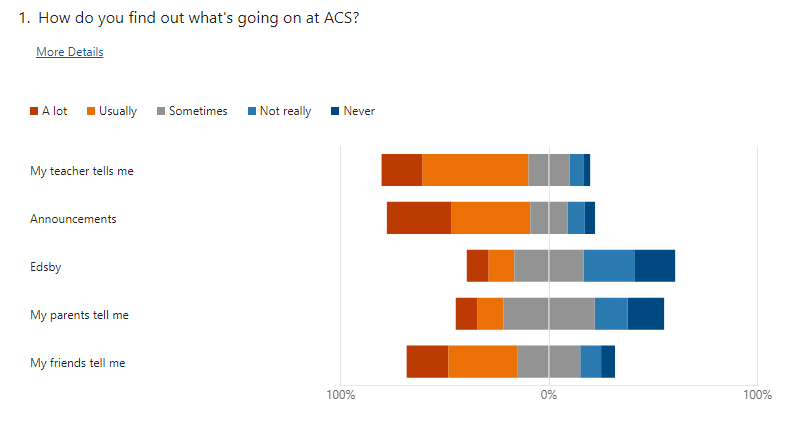 1. How do you find out what's going on at ACS?
More Details
A lot Usually Sometimes Not really Never
My teacher tells me
Announcements
Edsby
My parents tell me
My friends tell me
100% 0% 100%